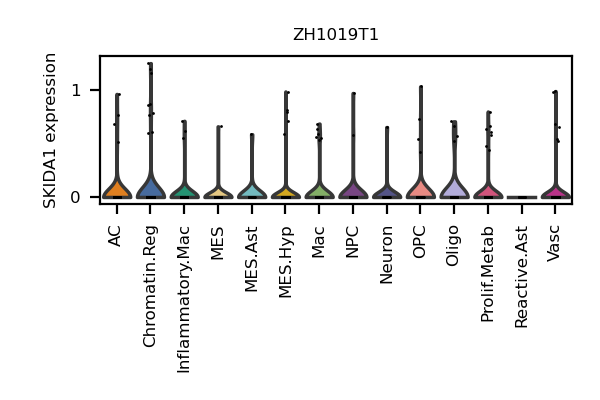 ZH1019T1
SKIDA1 expression
1
0
AC
Chromatin.Reg
Inflammatory.Mac
MES
MES.Ast
MES.Hyp
Mac
NPC
Neuron
OPC
Oligo
Prolif.Metab
Reactive.Ast
Vasc